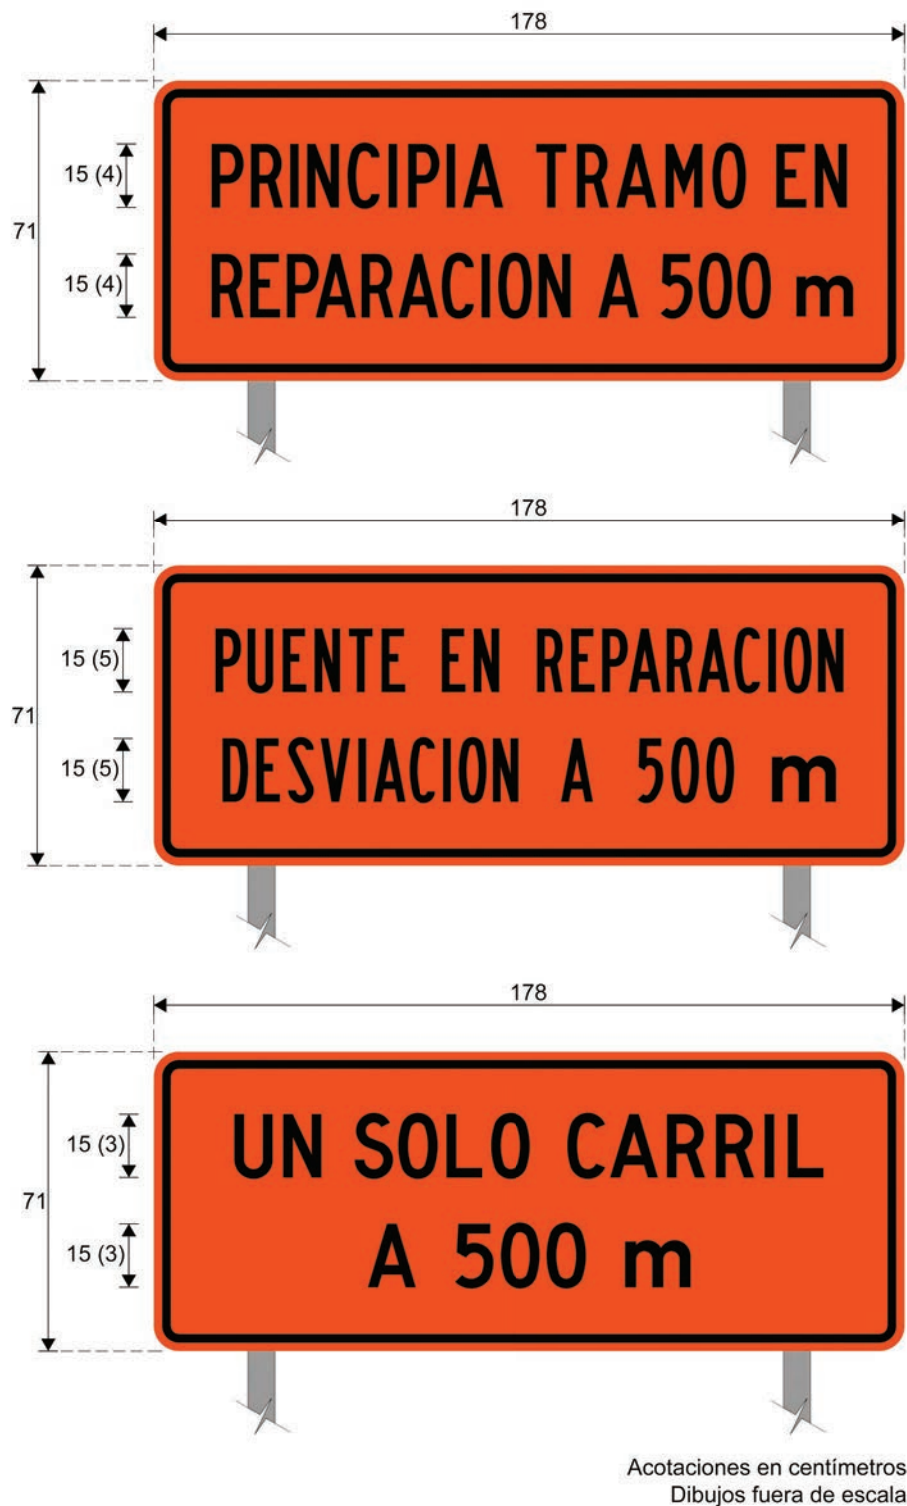 178
PRINCIPIA TRAMO EN
15 (4)
71
REPARACION A 500 m
15 (4)
178
PUENTE EN REPARACION
15 (5)
71
DESVIACION A 500 m
15 (5)
178
UN SOLO CARRIL
15 (3)
71
A 500 m
15 (3)
Acotaciones en centímetros
Dibujos fuera de escala